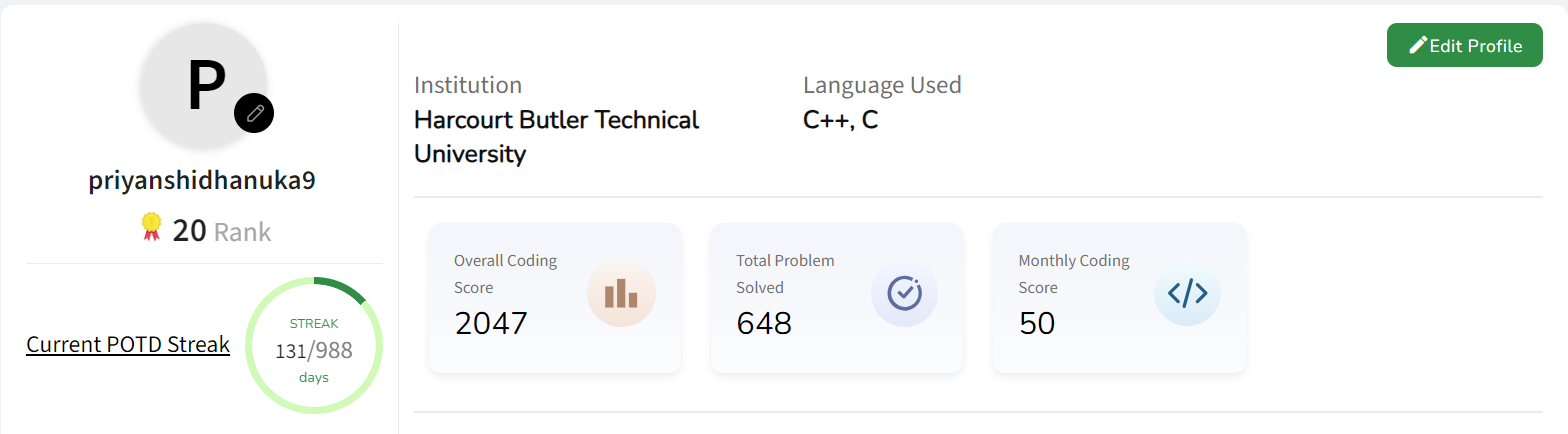 P
priyanshidhanuka9
20 Rank
Current POTD Streak
STREAK
131/988
days
Edit Profile
Institution
Harcourt Butler Technical
University
Language Used
C++, C
Overall Coding
Score
2047
Total Problem
Solved
648
Monthly Coding
Score
50